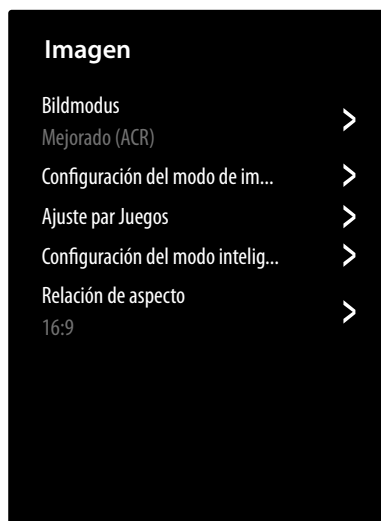 Imagen
Bildmodus
Mejorado (ACR)
Configuración del modo de im...
Ajuste par Juegos
Configuración del modo intelig...
Relación de aspecto
16:9